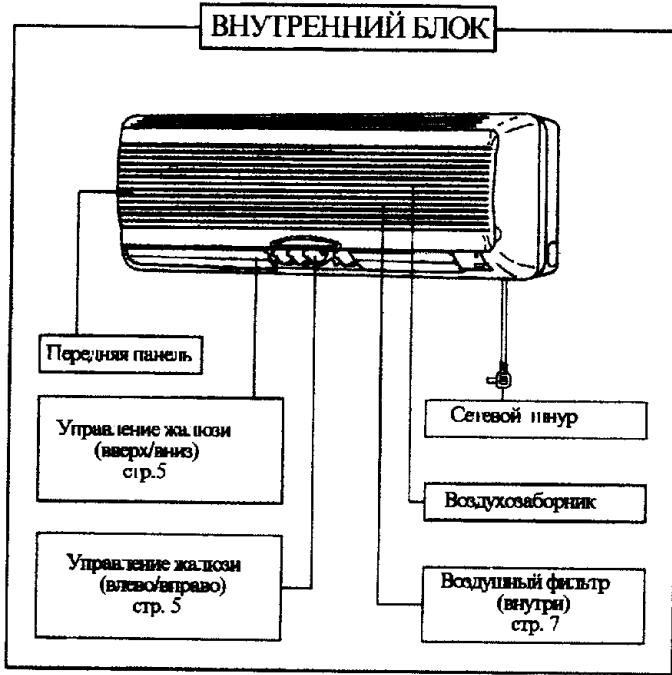 ВНУТРЕННИЙ БЛОК
Передняя панель
Управление жалюзи
(вверх/вниз)
стр.5
Управление жалюзи
(влево/вправо)
стр. 5
Сетевой шнур
Воздухозаборник
Воздушный фильтр
(внутри)
стр. 7